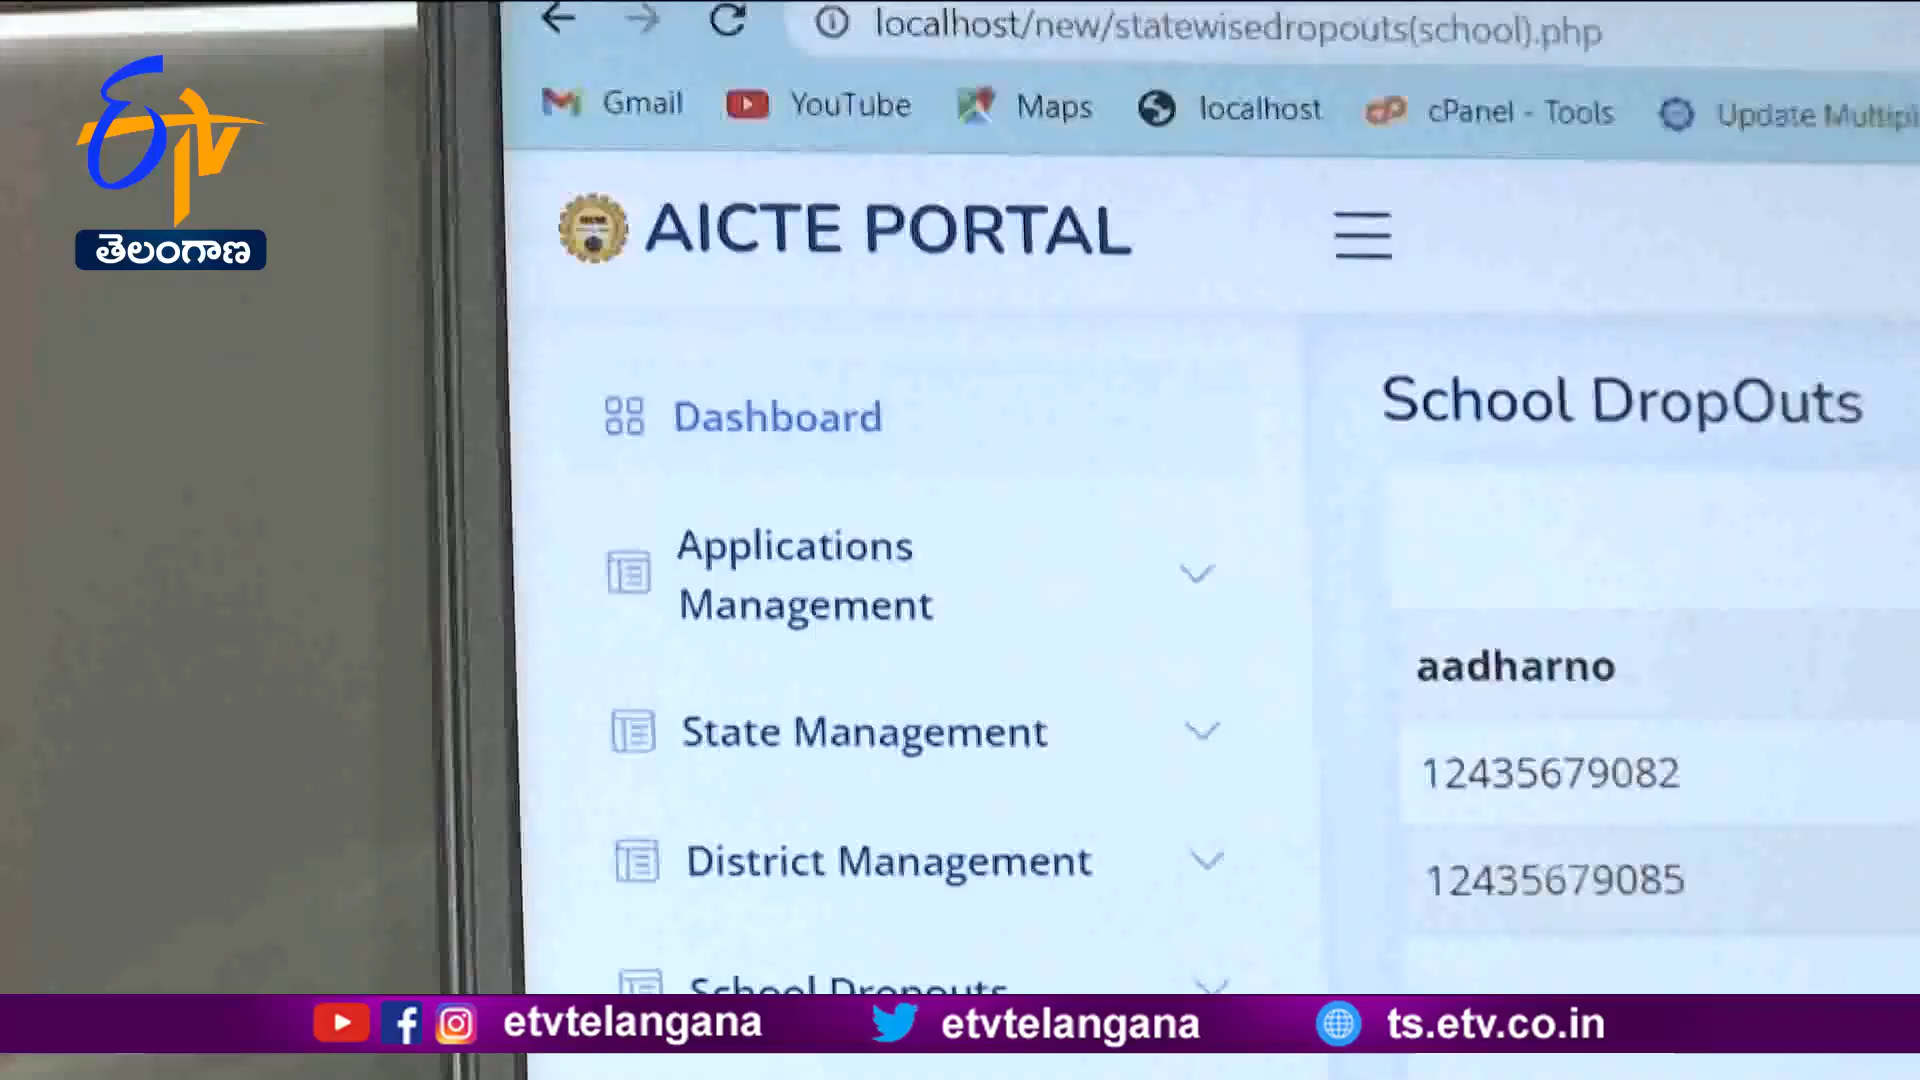 ETV
తెలంగాణ
localhost/new/statewisedropouts(school).php
Gmail YouTube Maps localhost cPanel - Tools Update
AICTE PORTAL
Dashboard
School DropOuts
Applications
Management
aadharno
State Management
12435679082
District Management
12435679085
School Dropouts
etvtelangana etvtelangana ts.etv.co.in